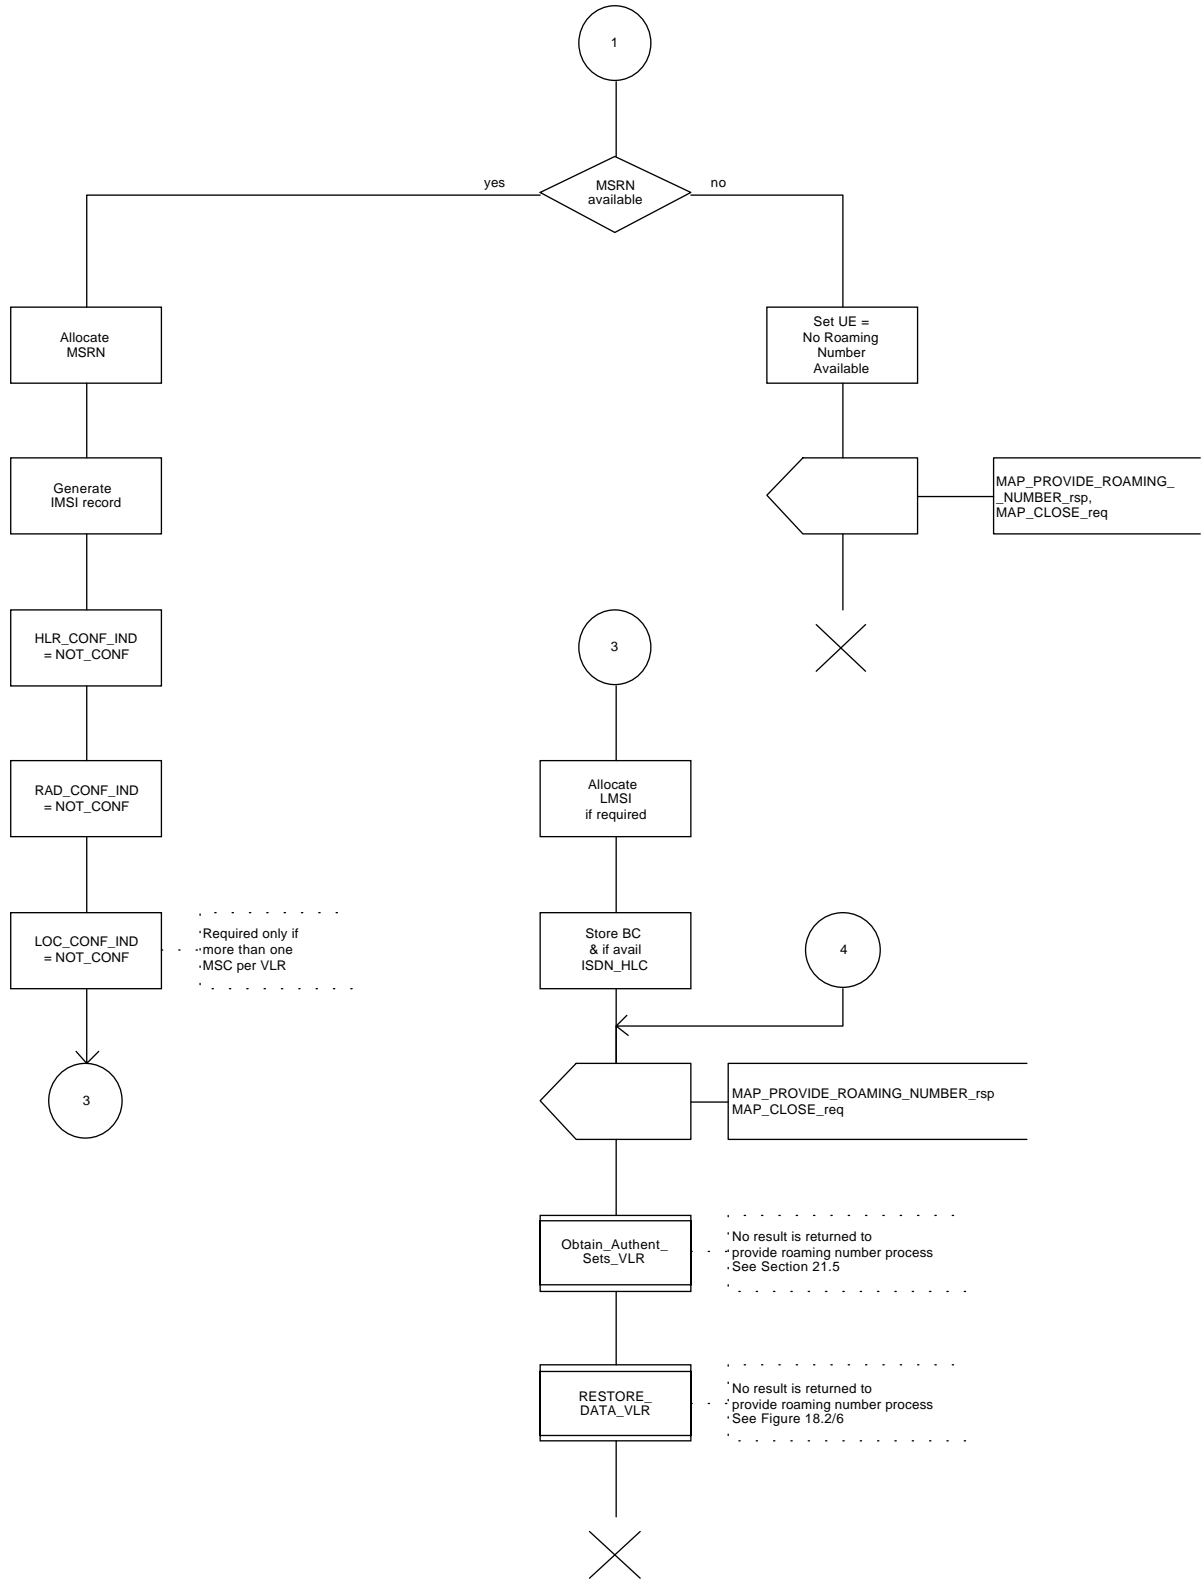 1
yes
MSRN
available
no
Allocate
MSRN
Set UE =
No Roaming
Number
Available
Generate
IMSI record
MAP_PROVIDE_ROAMING_
_NUMBER_rsp,
MAP_CLOSE_req
HLR_CONF_IND
= NOT_CONF
3
RAD_CONF_IND
= NOT_CONF
Allocate
LMSI
if required
LOC_CONF_IND
= NOT_CONF
Required only if
more than one
MSC per VLR
Store BC
& if avail
ISDN_HLC
4
3
MAP_PROVIDE_ROAMING_NUMBER_rsp
MAP_CLOSE_req
Obtain_Authent_
Sets_VLR
No result is returned to
provide roaming number process
See Section 21.5
RESTORE_
DATA_VLR
No result is returned to
provide roaming number process
See Figure 18.2/6